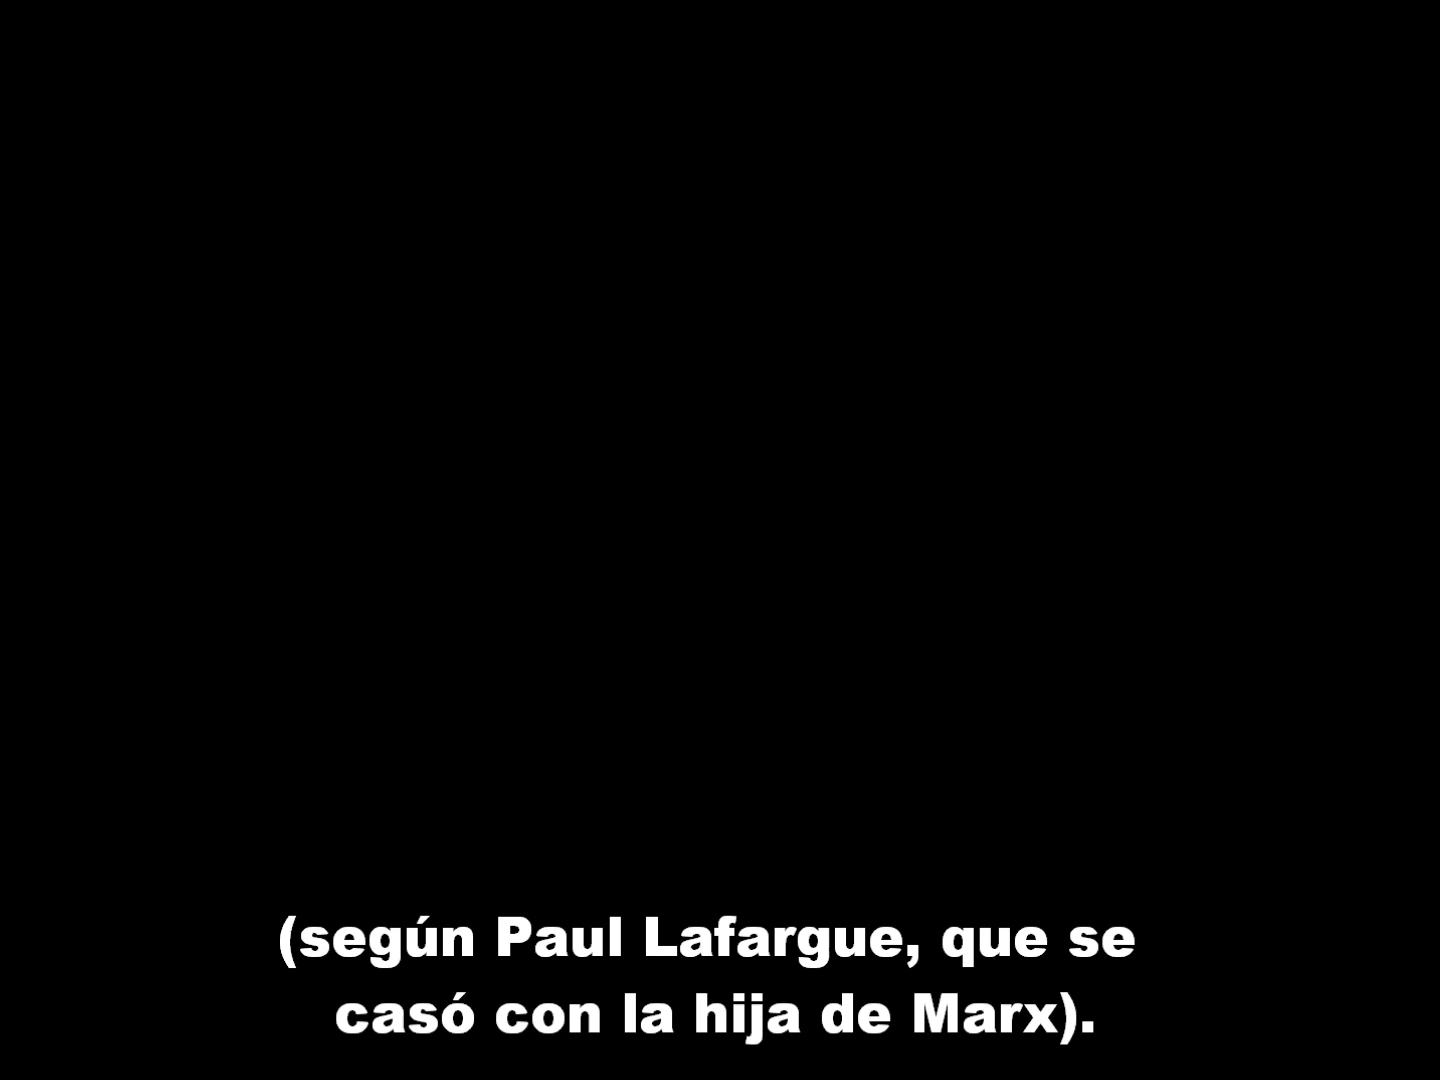 (según Paul Lafargue, que se
casó con la hija de Marx).